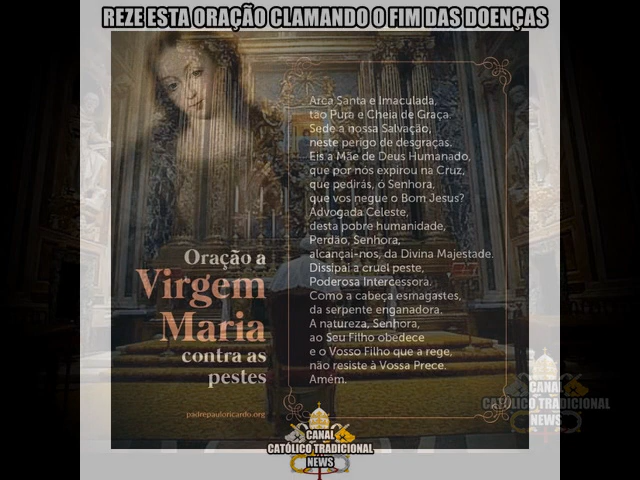 REZE ESTA ORAÇÃO CLAMANDO O FIM DAS DOENÇAS
Oração a
Virgem
Maria
contra as
pestes
padrepauloricardo.org
Arca Santa e Imaculada,
tão Pura e Cheia de Graça
Sede a nossa Salvação,
neste perigo de desgraças.
Eis a Mãe de Deus Humanado,
que por nós expirou na Cruz,
que pedirás, ó Senhora,
que vos negue o Bom Jesus?
Advogada Celeste,
desta pobre humanidade,
Perdão, Senhora,
alcançai-nos, da Divina Majestade.
Dissipai a cruel peste,
Poderosa Intercessora.
Como a cabeça esmagastes,
da serpente enganadora.
A natureza, Senhora,
ao Seu Filho obedece
e o Vosso Filho que a rege,
não resiste à Vossa Prece.
Amém.
CANAL
CATÓLICO TRADICIONAL
NEWS
CANAL
CATÓLICO TRADICIONAL
NEWS